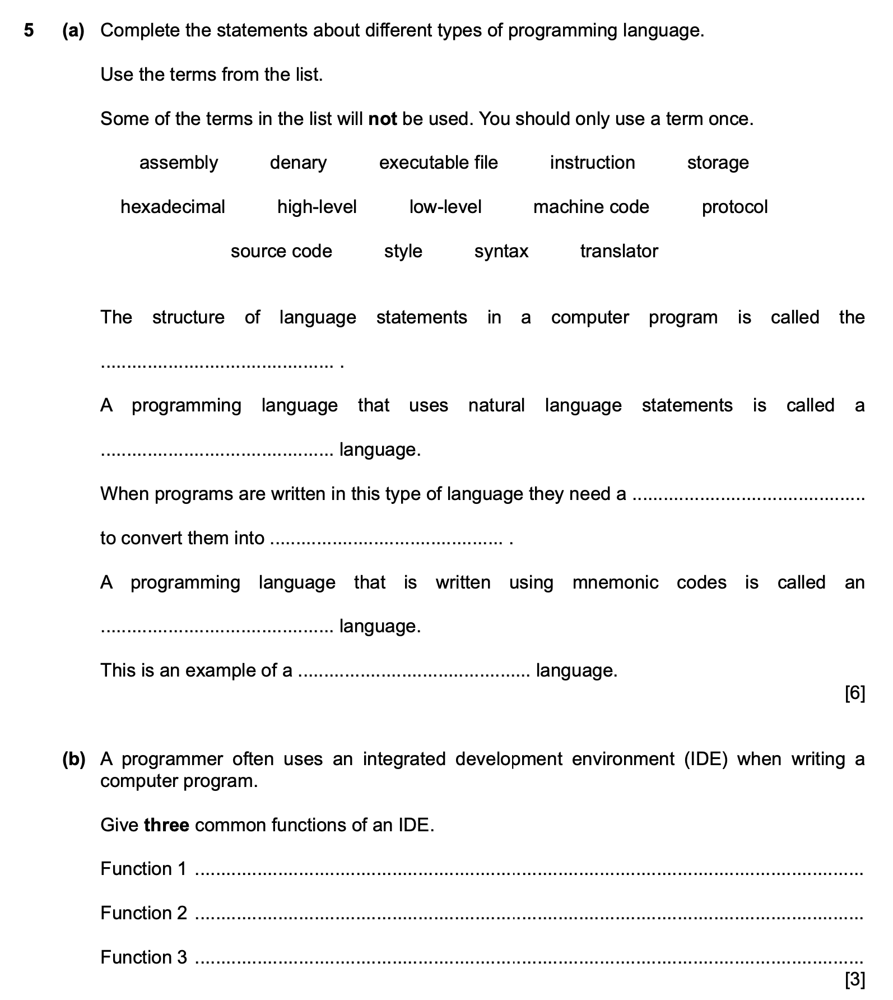 5 (a) Complete the statements about different types of programming language.
Use the terms from the list.
Some of the terms in the list will not be used. You should only use a term once.
assembly denary executable file instruction storage
hexadecimal high-level low-level machine code protocol
source code style syntax translator
The structure of language statements in a computer program is called the
............................................. .
A programming language that uses natural language statements is called a
............................................. language.
When programs are written in this type of language they need a .............................................
to convert them into ............................................. .
A programming language that is written using mnemonic codes is called an
............................................. language.
This is an example of a ............................................. language.
[6]
(b) A programmer often uses an integrated development environment (IDE) when writing a
computer program.
Give three common functions of an IDE.
Function 1 ..................................................................................................................................
Function 2 ..................................................................................................................................
Function 3 ..................................................................................................................................
[3]